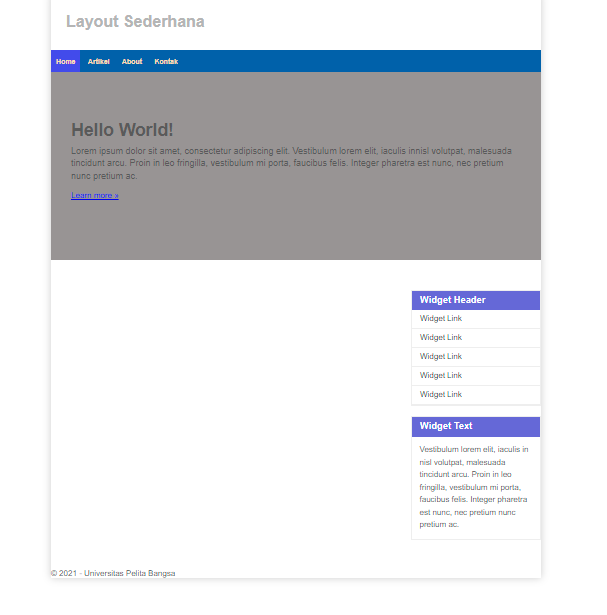 Layout Sederhana
Home Artikel About Kontak
Hello World!
Lorem ipsum dolor sit amet, consectetur adipiscing elit. Vestibulum lorem elit, iaculis innisl volutpat, malesuada
tincidunt arcu. Proin in leo fringilla, vestibulum mi porta, faucibus felis. Integer pharetra est nunc, nec pretium
nunc pretium ac.
Learn more »
Widget Header
Widget Link
Widget Link
Widget Link
Widget Link
Widget Link
Widget Text
Vestibulum lorem elit, iaculis in
nisl volutpat, malesuada
tincidunt arcu. Proin in leo
fringilla, vestibulum mi porta,
faucibus felis. Integer pharetra
est nunc, nec pretium nunc
pretium ac.
© 2021 - Universitas Pelita Bangsa